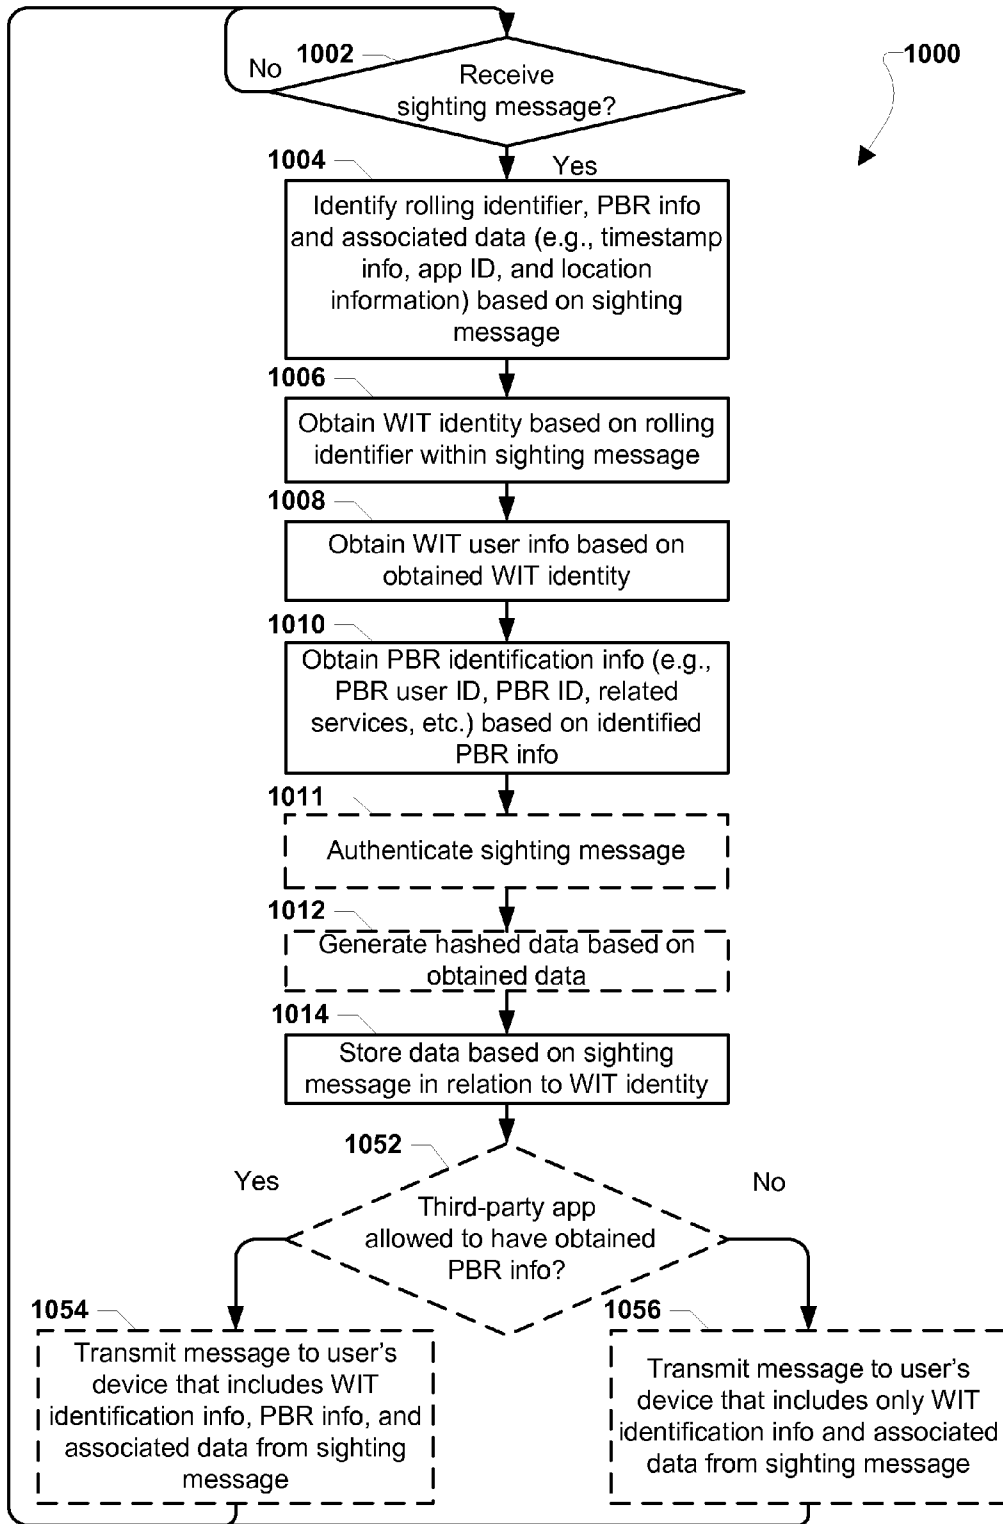 1002
No
Receive
sighting message?
1000
Yes
1004
Identify rolling identifier, PBR info
and associated data (e.g., timestamp
info, app ID, and location
information) based on sighting
message
1006
Obtain WIT identity based on rolling
identifier within sighting message
1008
Obtain WIT user info based on
obtained WIT identity
1010
Obtain PBR identification info (e.g.,
PBR user ID, PBR ID, related
services, etc.) based on identified
PBR info
1011
Authenticate sighting message
1012
Generate hashed data based on
obtained data
1014
Store data based on sighting
message in relation to WIT identity
1052
Yes
No
Third-party app
allowed to have obtained
PBR info?
1054
Transmit message to user's
device that includes WIT
identification info, PBR info, and
associated data from sighting
message
1056
Transmit message to user's
device that includes only WIT
identification info and associated
data from sighting message